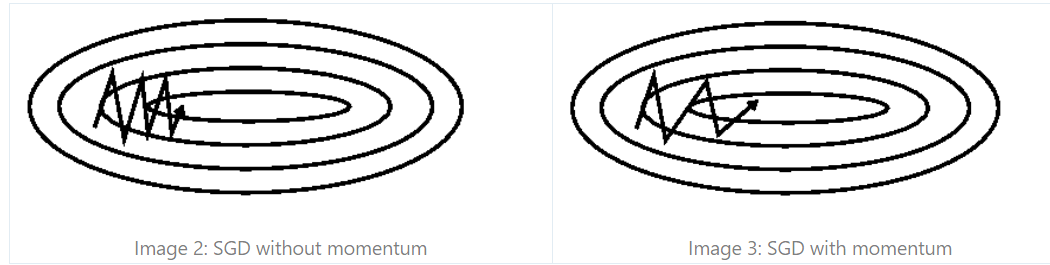 Image 2: SGD without momentum
Image 3: SGD with momentum